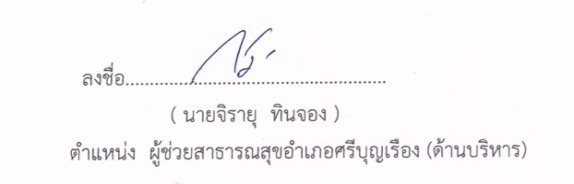 ลงชื่อ..........................................................
( นายจิรายุ ทินจอง )
ตำแหน่ง ผู้ช่วยสาธารณสุขอำเภอศรีบุญเรือง (ด้านบริหาร)